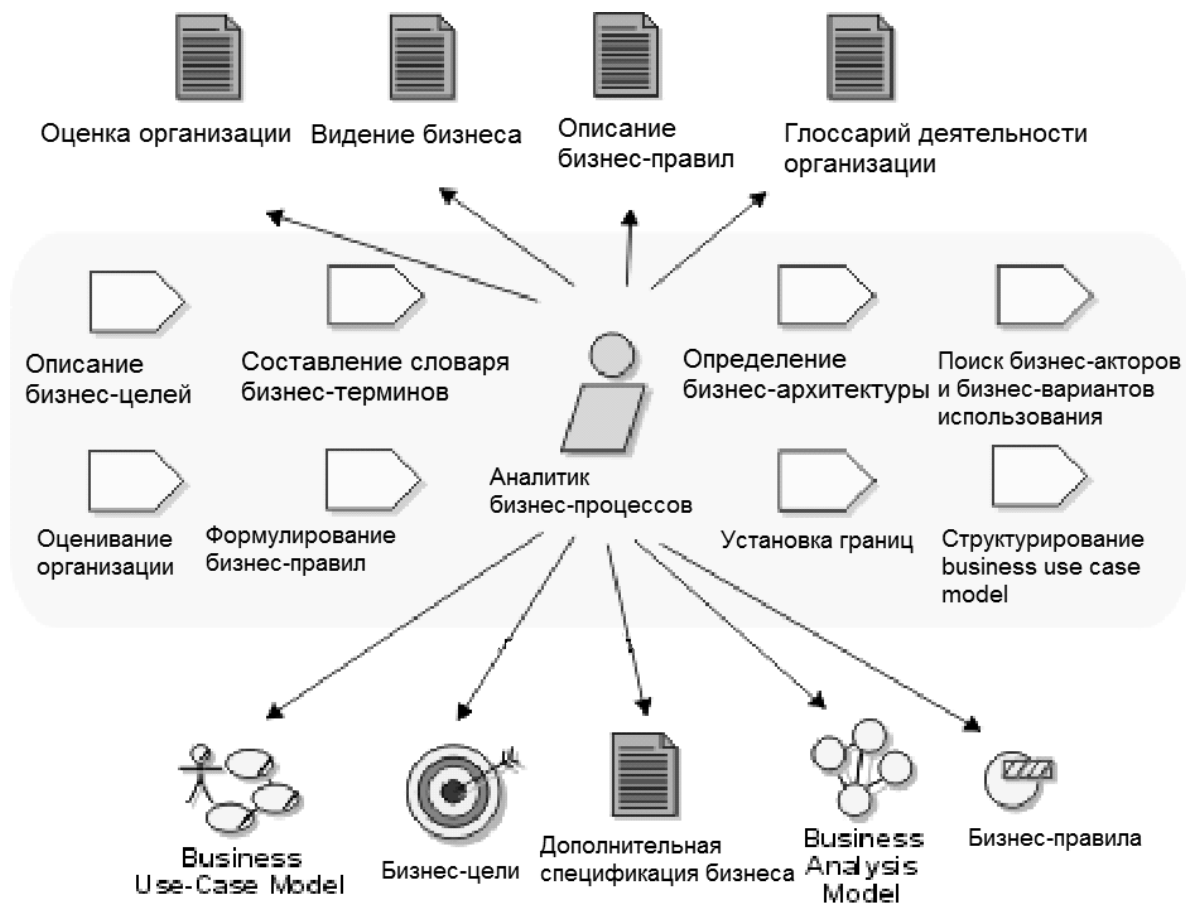 Оценка организации
Видение бизнеса
Описание
бизнес-правил
Глоссарий деятельности
организации
Описание
бизнес-целей
Составление словаря
бизнес-терминов
Определение
бизнес-архитектуры
Поиск бизнес-акторов
и бизнес-вариантов
использования
Аналитик
бизнес-процессов
Оценивание
организации
Формулирование
бизнес-правил
Установка границ
Структурирование
business use case
model
Business
Use-Case Model
Бизнес-цели
Дополнительная
спецификация бизнеса
Business
Analysis
Model
Бизнес-правила